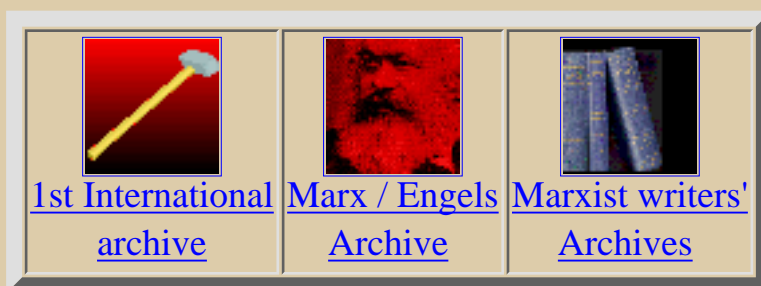 1st International
archive
Marx / Engels
Archive
Marxist writers'
Archives